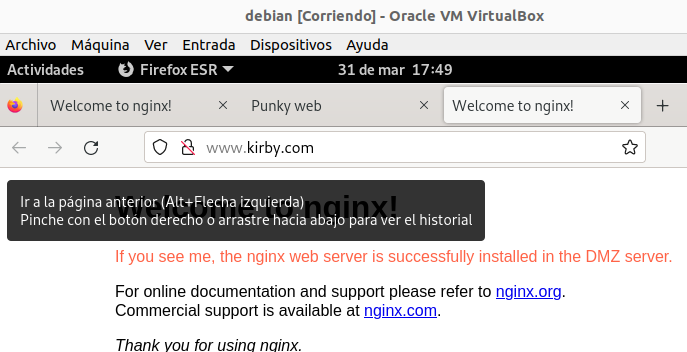 debian [Corriendo] - Oracle VM VirtualBox
Archivo Máquina Ver Entrada Dispositivos Ayuda
Actividades Firefox ESR 31 de mar 17:49
Welcome to nginx! Punky web Welcome to nginx!
www.kirby.com
Ir a la página anterior (Alt+Flecha izquierda)
Welcome to nginx!
Pinche con el botón derecho o arrastre hacia abajo para ver el historial
If you see me, the nginx web server is successfully installed in the DMZ server.
For online documentation and support please refer to nginx.org.
Commercial support is available at nginx.com.
Thank you for using nginx.